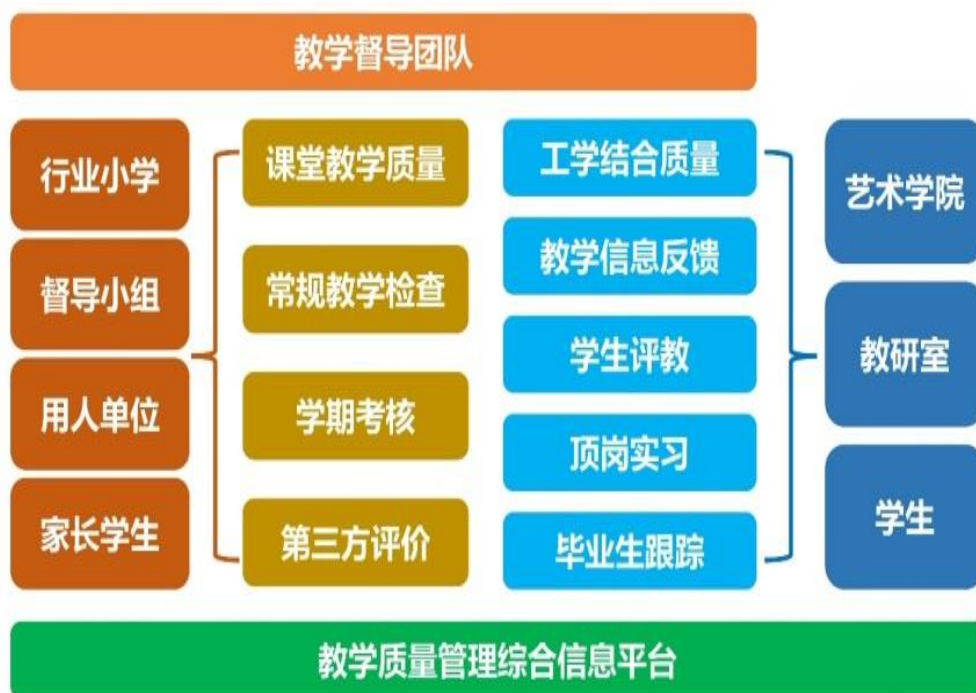 教学督导团队
行业小学
督导小组
用人单位
家长学生
课堂教学质量
常规教学检查
学期考核
第三方评价
工学结合质量
教学信息反馈
学生评教
顶岗实习
毕业生跟踪
艺术学院
教研室
学生
教学质量管理综合信息平台